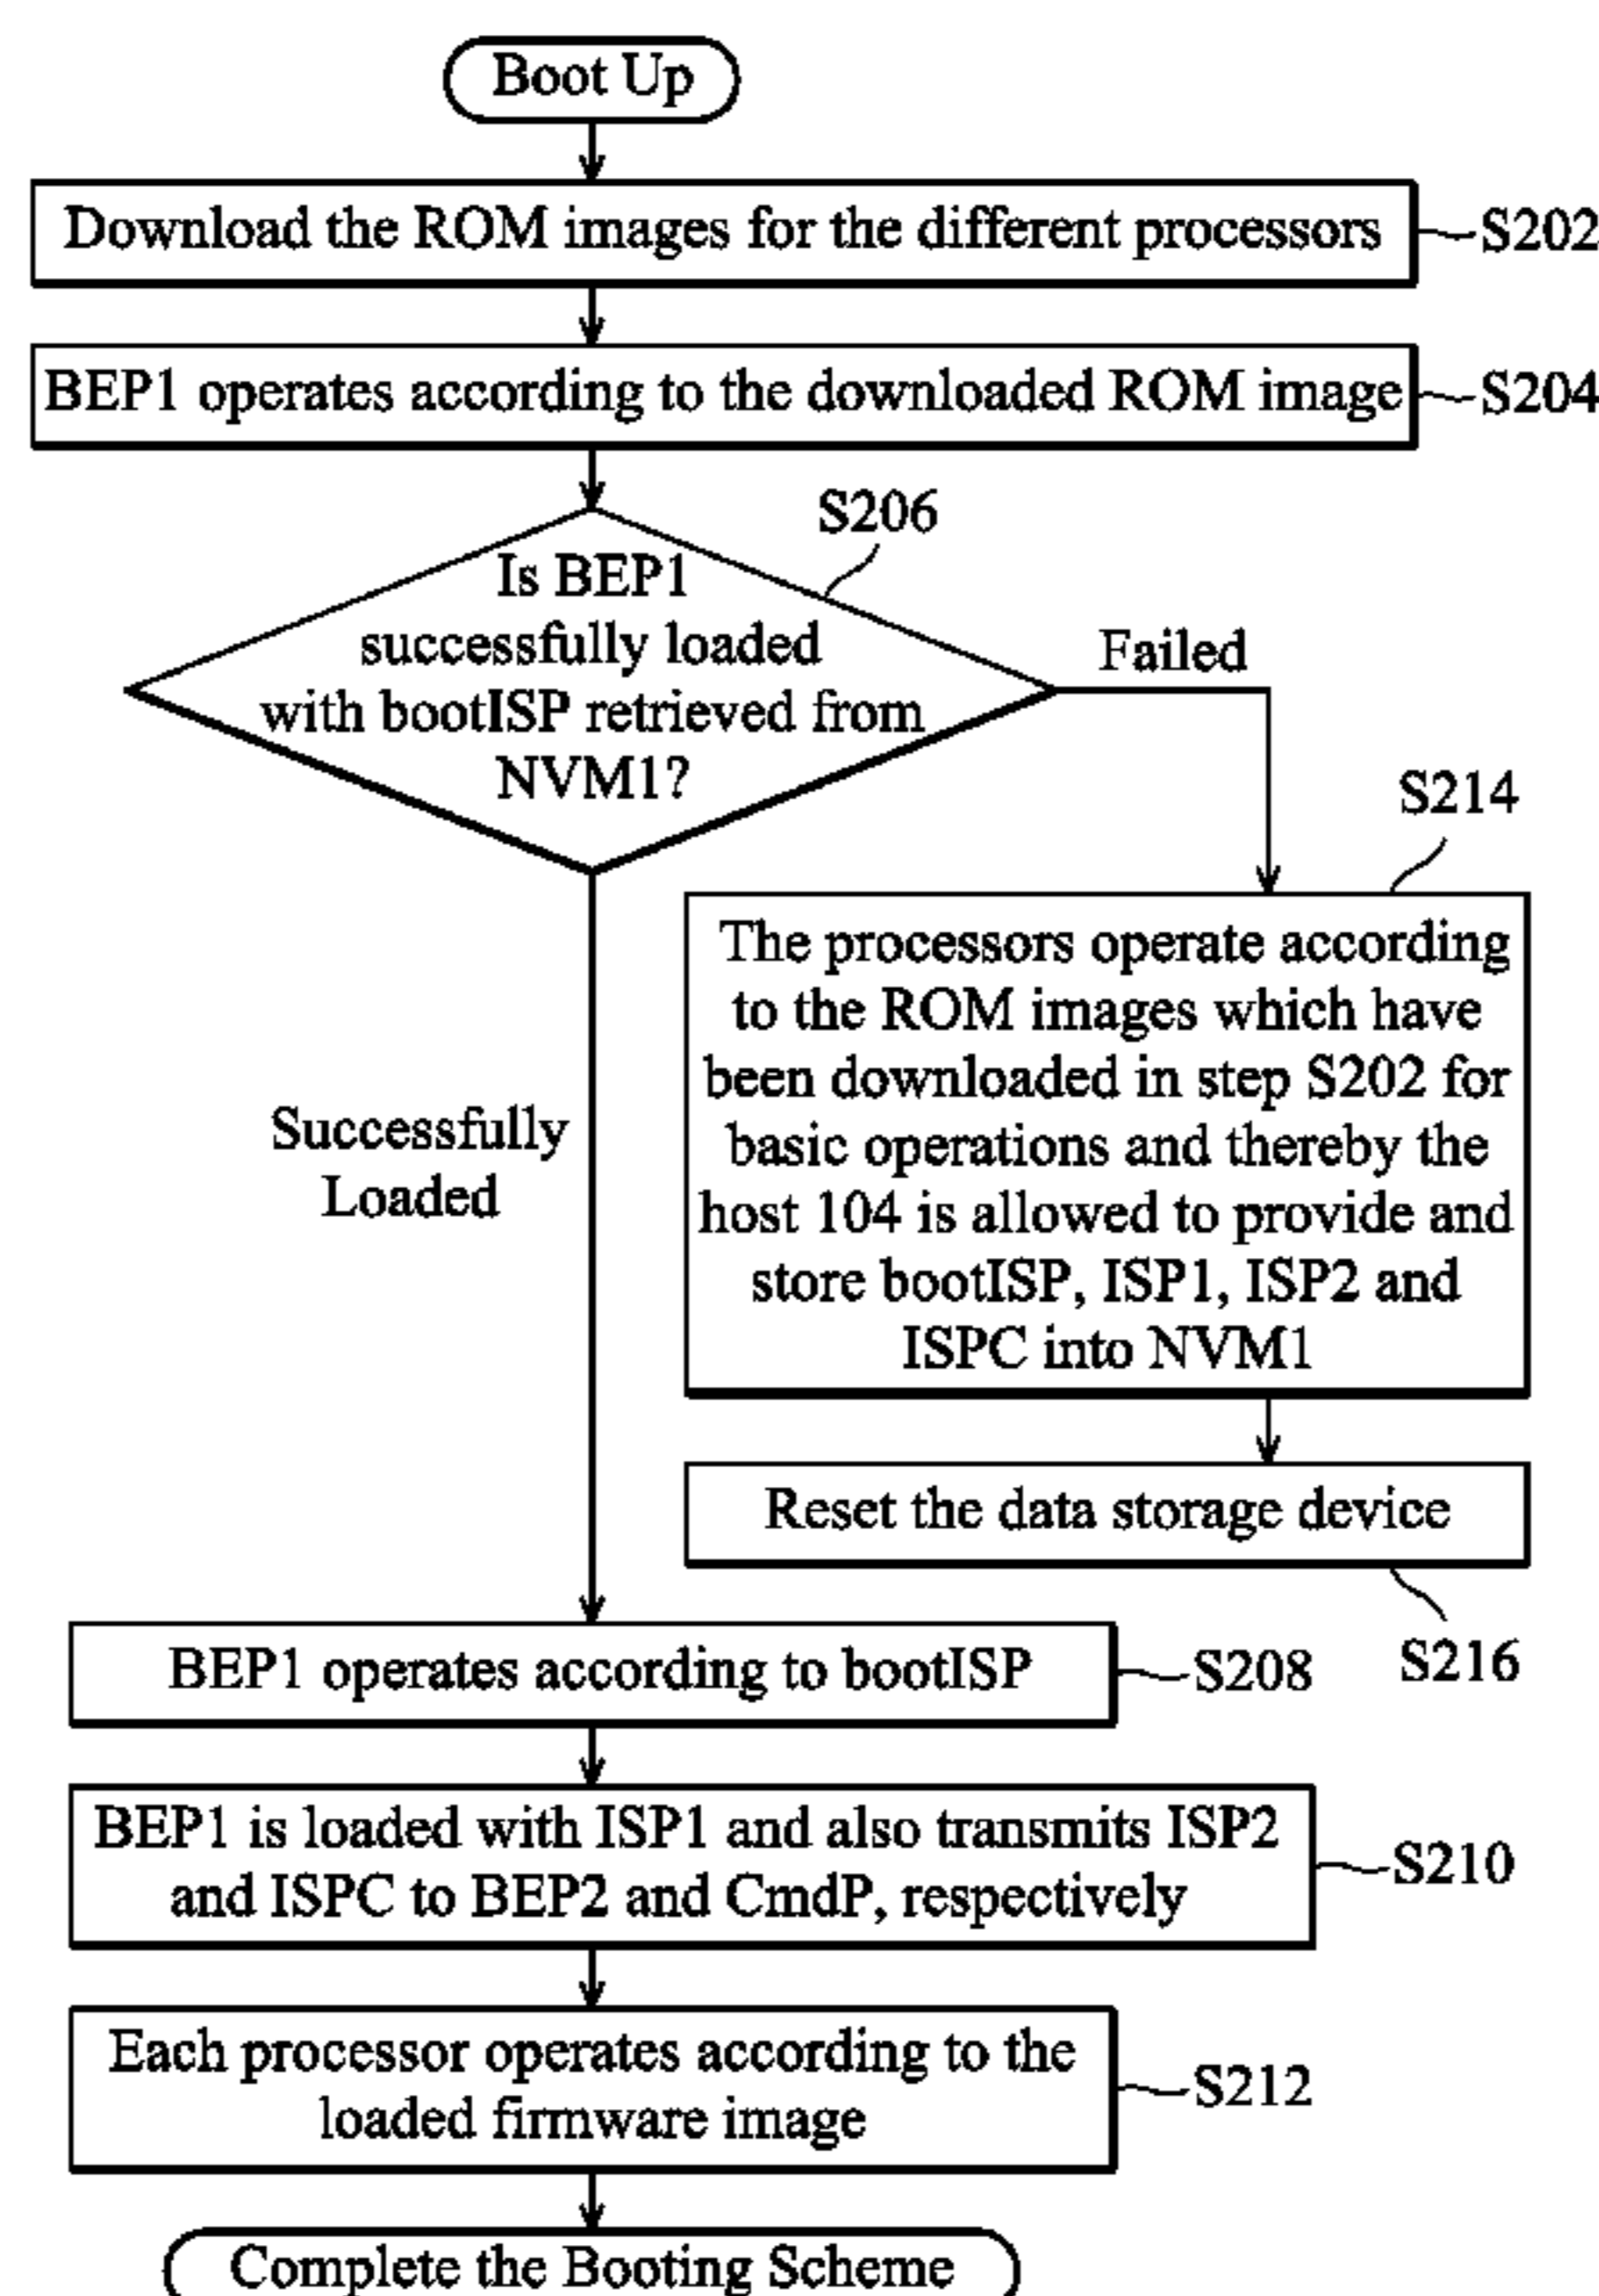 Boot Up
Download the ROM images for the different processors
S202
BEP1 operates according to the downloaded ROM image
S204
S206
Is BEP1
successfully loaded
with bootISP retrieved from
NVM1?
Failed
S214
The processors operate according
to the ROM images which have
been downloaded in step S202 for
basic operations and thereby the
host 104 is allowed to provide and
store bootISP, ISP1, ISP2 and
ISPC into NVM1
Successfully
Loaded
Reset the data storage device
S216
BEP1 operates according to bootISP
S208
BEP1 is loaded with ISP1 and also transmits ISP2
and ISPC to BEP2 and CmdP, respectively
S210
Each processor operates according to the
loaded firmware image
S212
Complete the Booting Scheme